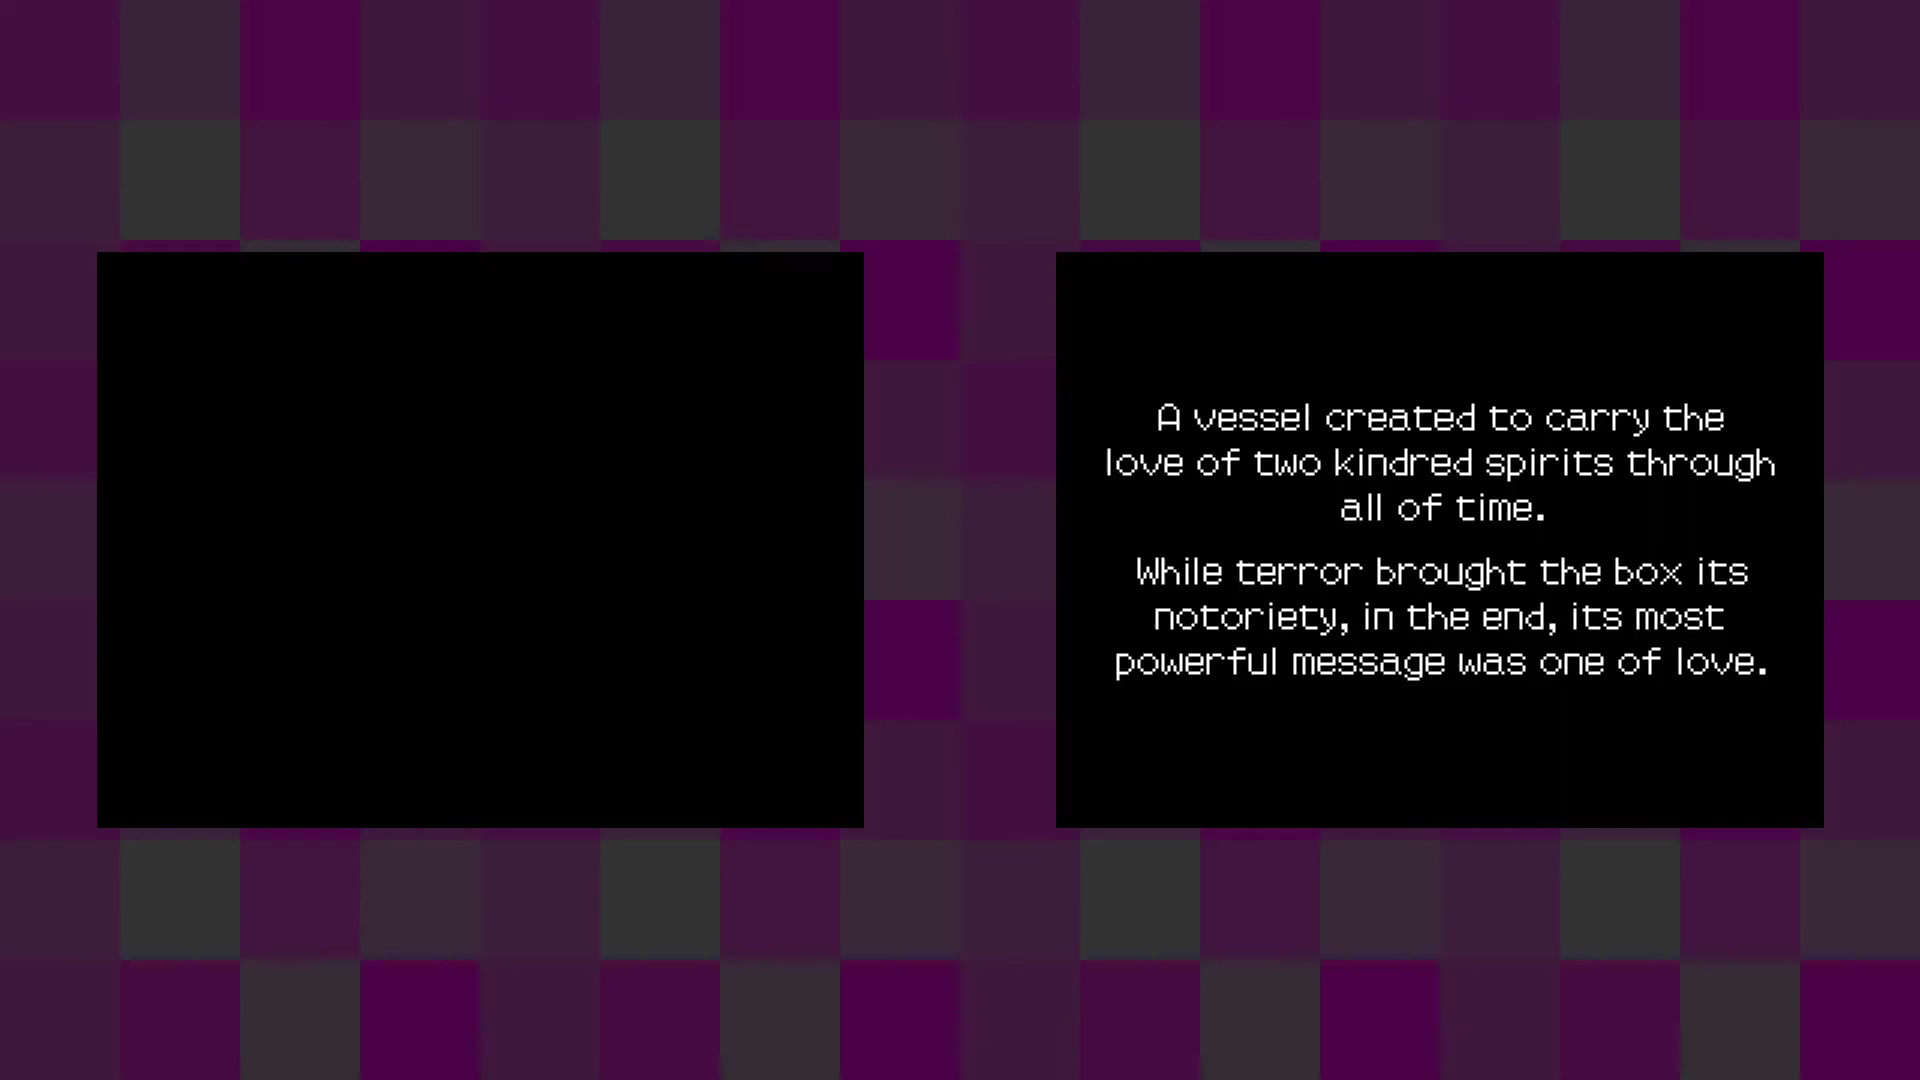 A vessel created to carry the
love of two kindred spirits through
all of time.
While terror brought the box its
notoriety, in the end, its most
powerful message was one of love.